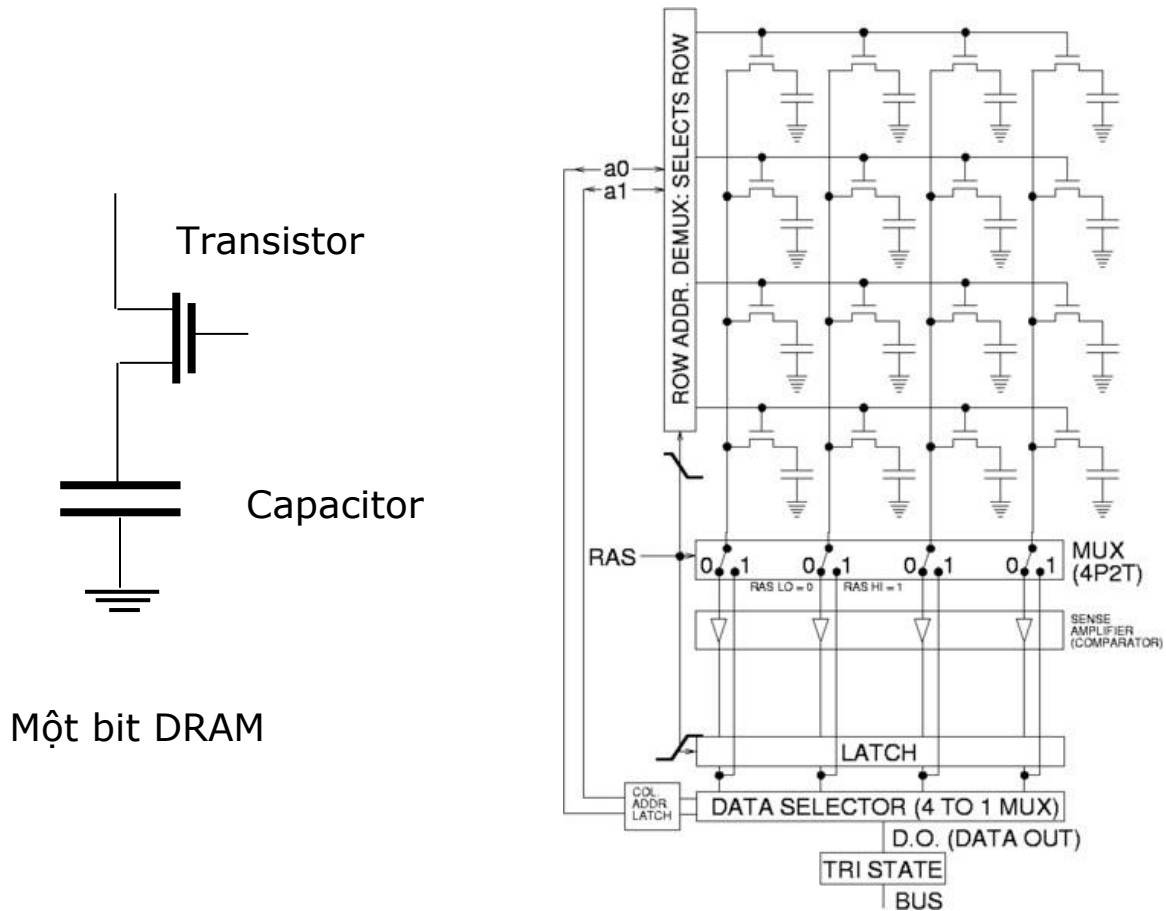 Transistor
Capacitor
Một bit DRAM
ROW ADDR. DEMUX: SELECTS ROW
a0
a1
RAS
0 1 0 1 0 1 0 1
RAS LO = 0 RAS HI = 1
MUX
(4P2T)
SENSE
AMPLIFIER
(COMPARATOR)
LATCH
COL.
ADDR.
LATCH
DATA SELECTOR (4 TO 1 MUX)
D.O. (DATA OUT)
TRI STATE
BUS